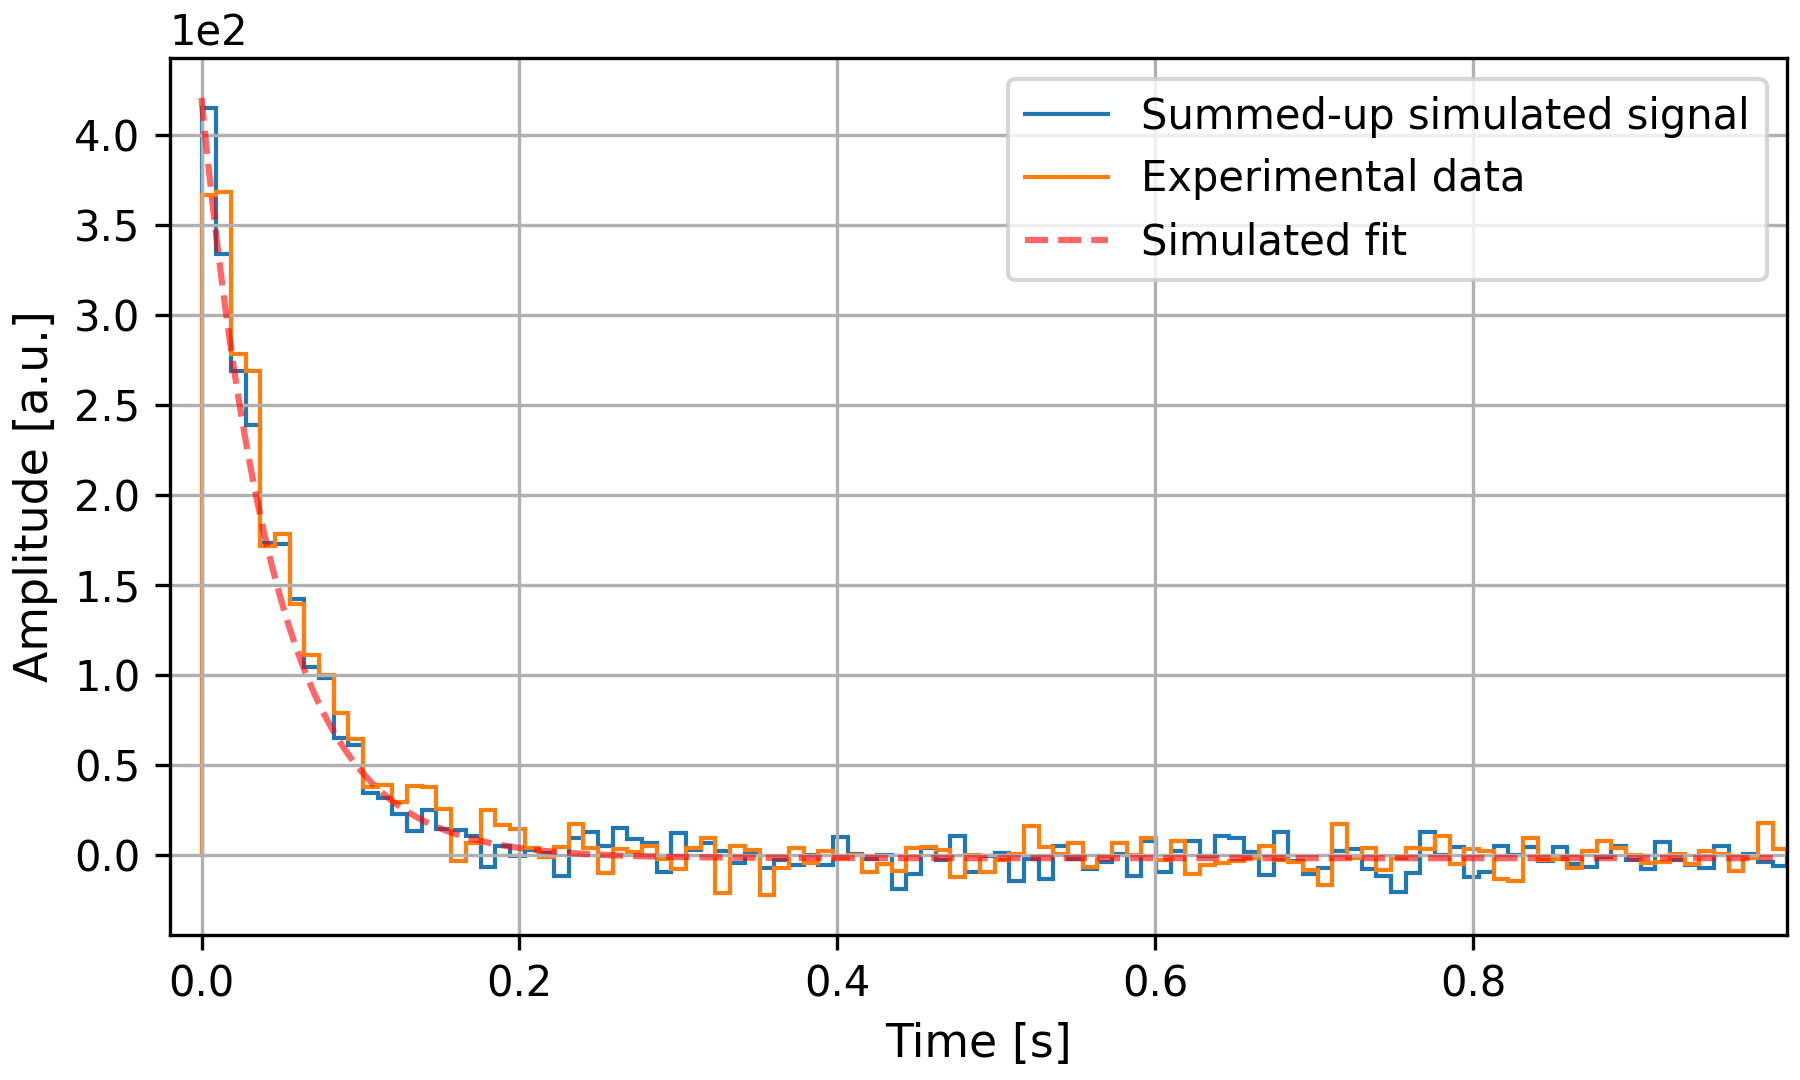 1e2
Amplitude [a.u.]
4.0
3.5
3.0
2.5
2.0
1.5
1.0
0.5
0.0
Summed-up simulated signal
Experimental data
Simulated fit
0.0 0.2 0.4 0.6 0.8
Time [s]